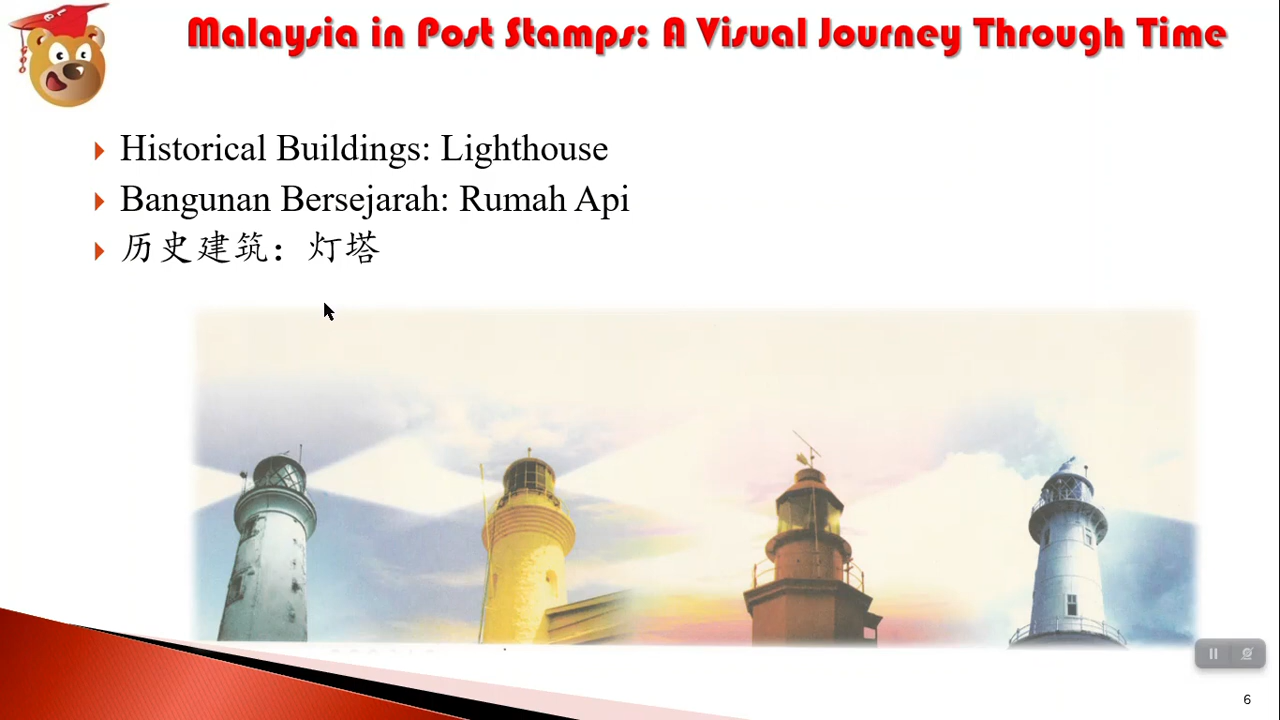 Malaysia in Post Stamps: A Visual Journey Through Time
Historical Buildings: Lighthouse
Bangunan Bersejarah: Rumah Api
历史建筑：灯塔
6